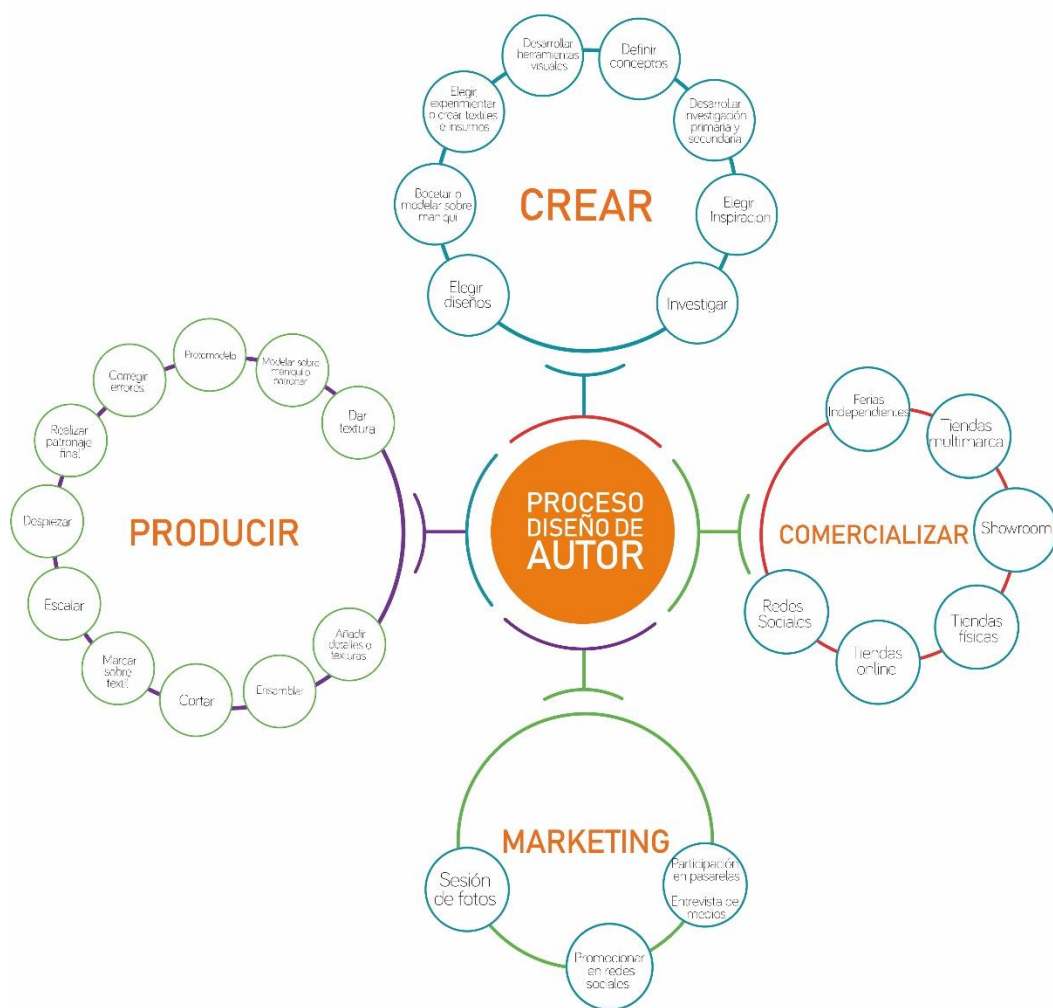 Desarrollar
herramientas
visuales
Definir
conceptos
Elegir,
experimentar
o crear textiles
e insumos
Desarrollar
investigación
primaria y
secundaria
Bocetar o
modelar sobre
maniquí
CREAR
Elegir
Inspiracion
Elegir
diseños
Investigar
Protomodelo
Modelar sobre
maniquí o
patronar
Corregir
errores
Dar
textura
Realizar
patronaje
final
Despiezar
PRODUCIR
Escalar
Marcar
sobre
textil
Cortar
Ensamblar
Añadir
detalles o
texturas
PROCESO
DISEÑO DE
AUTOR
Ferias
Independientes
Tiendas
multimarca
Showroom
COMERCIALIZAR
Redes
Sociales
Tiendas
online
Tiendas
físicas
MARKETING
Sesión
de fotos
Promocionar
en redes
sociales
Participación
en pasarelas
Entrevista de
medios